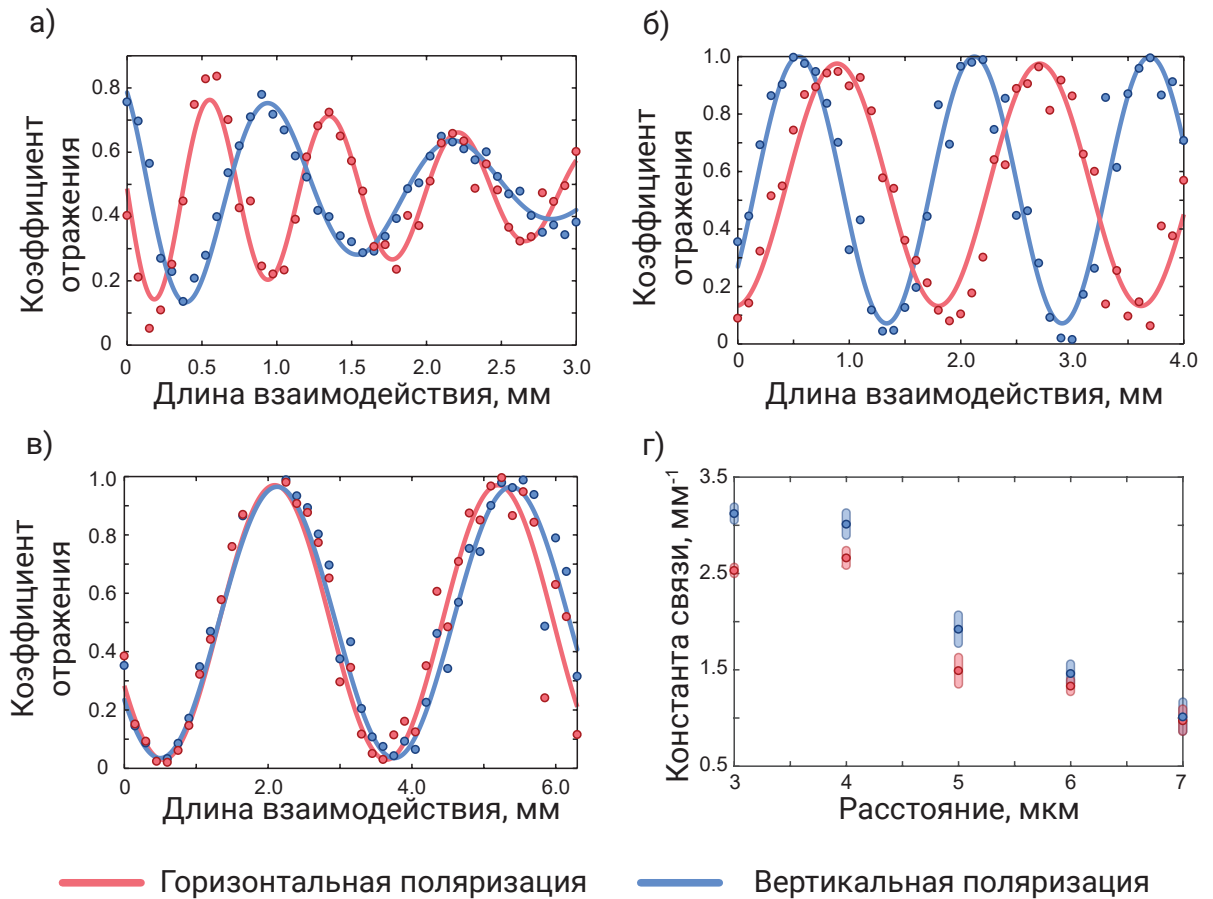 а)
Коэффициент
отражения
0.8
0.6
0.4
0.2
0
0 0.5 1.0 1.5 2.0 2.5 3.0
Длина взаимодействия, мм
б)
Коэффициент
отражения
1.0
0.8
0.6
0.4
0.2
0
0 1.0 2.0 3.0 4.0
Длина взаимодействия, мм
в)
Коэффициент
отражения
1.0
0.8
0.6
0.4
0.2
0
0.0 2.0 4.0 6.0
Длина взаимодействия, мм
г)
Константа связи, мм-1
3.5
2.5
1.5
0.5
3 4 5 6 7
Расстояние, мкм
Горизонтальная поляризация
Вертикальная поляризация